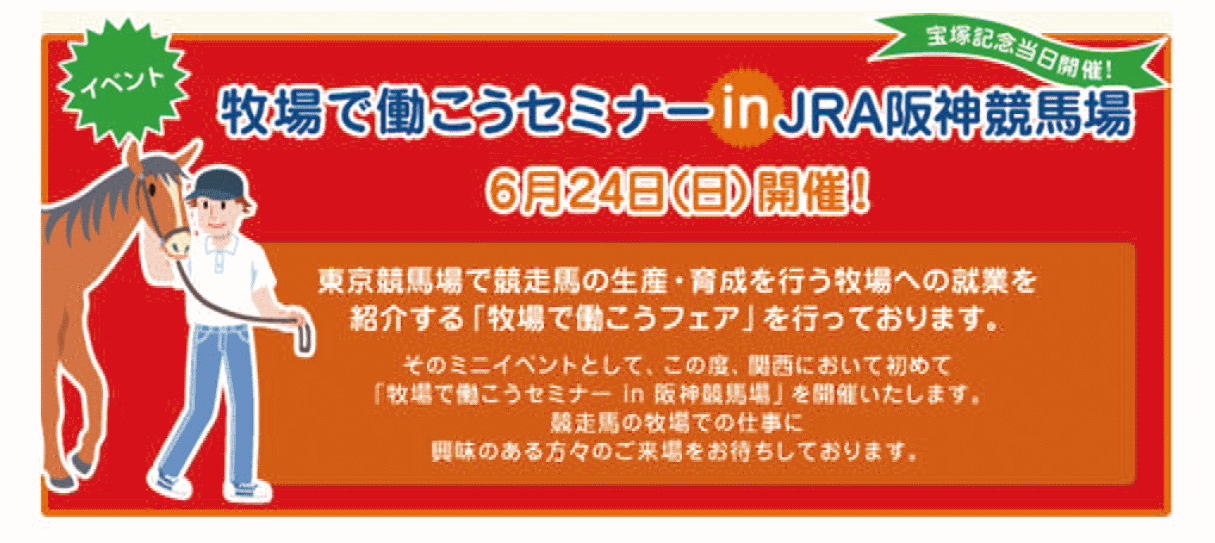 イベント
宝塚記念当日開催!
牧場で働こうセミナー in JRA阪神競馬場
6月24日(日)開催!
東京競馬場で競走馬の生産・育成を行う牧場への就業を
紹介する「牧場で働こうフェア」を行っております。
そのミニイベントとして、この度、関西において初めて
「牧場で働こうセミナー in 阪神競馬場」を開催いたします。
競走馬の牧場での仕事に
興味のある方々のご来場をお待ちしております。